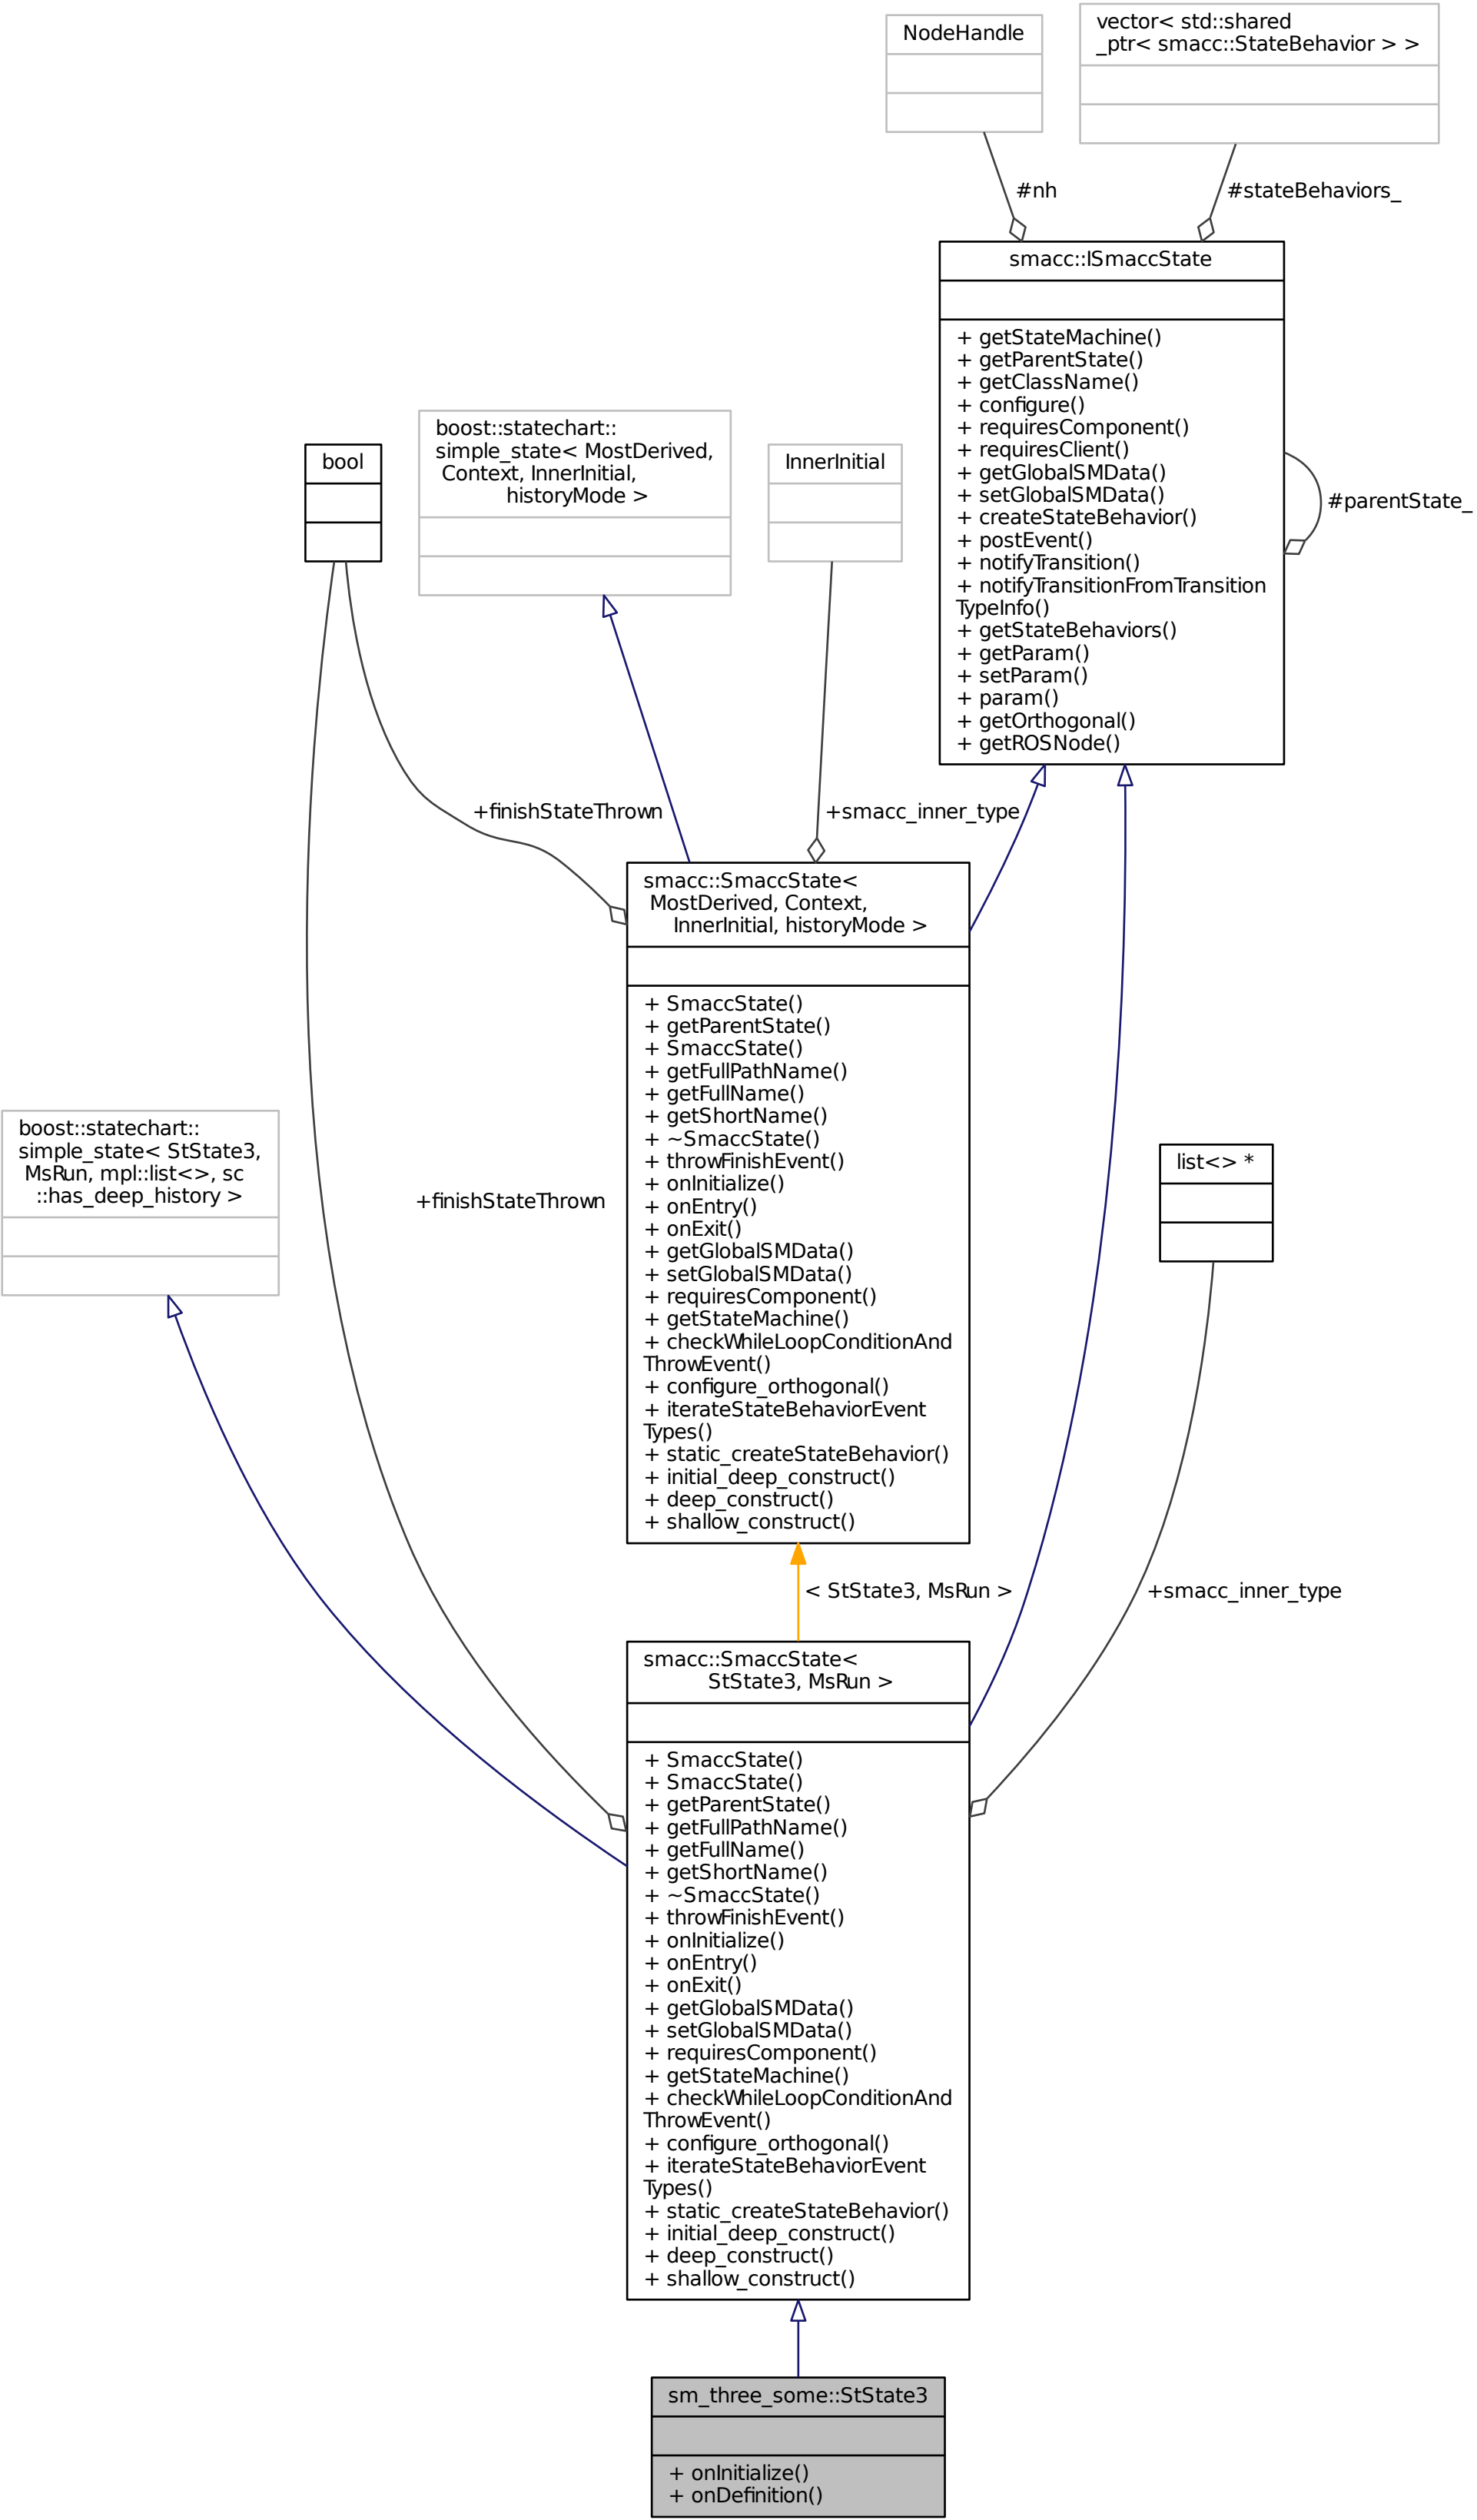 NodeHandle
vector< std::shared
_ptr< smacc::StateBehavior > >
#nh
#stateBehaviors_
smacc::ISmaccState
+ getStateMachine()
+ getParentState()
+ getClassName()
+ configure()
+ requiresComponent()
+ requiresClient()
+ getGlobalSMData()
+ setGlobalSMData()
+ createStateBehavior()
+ postEvent()
+ notifyTransition()
+ notifyTransitionFromTransition
TypeInfo()
+ getStateBehaviors()
+ getParam()
+ setParam()
+ param()
+ getOrthogonal()
+ getROSNode()
#parentState_
bool
boost::statechart::
simple_state< MostDerived,
Context, InnerInitial,
historyMode >
InnerInitial
+finishStateThrown
+smacc_inner_type
smacc::SmaccState<
MostDerived, Context,
InnerInitial, historyMode >
+ SmaccState()
+ getParentState()
+ SmaccState()
+ getFullPathName()
+ getFullName()
+ getShortName()
+ ~SmaccState()
+ throwFinishEvent()
+ onInitialize()
+ onEntry()
+ onExit()
+ getGlobalSMData()
+ setGlobalSMData()
+ requiresComponent()
+ getStateMachine()
+ checkWhileLoopConditionAnd
ThrowEvent()
+ configure_orthogonal()
+ iterateStateBehaviorEvent
Types()
+ static_createStateBehavior()
+ initial_deep_construct()
+ deep_construct()
+ shallow_construct()
boost::statechart::
simple_state< StState3,
MsRun, mpl::list<>, sc
::has_deep_history >
+finishStateThrown
list<> *
< StState3, MsRun >
+smacc_inner_type
smacc::SmaccState<
StState3, MsRun >
+ SmaccState()
+ SmaccState()
+ getParentState()
+ getFullPathName()
+ getFullName()
+ getShortName()
+ ~SmaccState()
+ throwFinishEvent()
+ onInitialize()
+ onEntry()
+ onExit()
+ getGlobalSMData()
+ setGlobalSMData()
+ requiresComponent()
+ getStateMachine()
+ checkWhileLoopConditionAnd
ThrowEvent()
+ configure_orthogonal()
+ iterateStateBehaviorEvent
Types()
+ static_createStateBehavior()
+ initial_deep_construct()
+ deep_construct()
+ shallow_construct()
sm_three_some::StState3
+ onInitialize()
+ onDefinition()